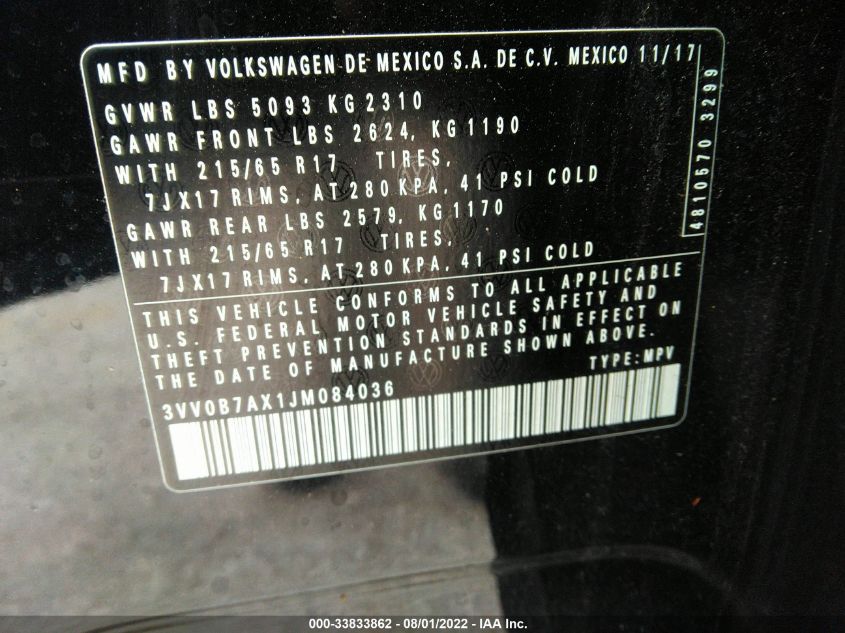 MFD BY VOLKSWAGEN DE MEXICO S.A. DE C.V. MEXICO 11/17
GVWR LBS 5093 KG 2310
GAWR FRONT LBS 2624, KG 1190
WITH 215/65 R17 TIRES,
7JX17 RIMS, AT 280 KPA, 41 PSI COLD
GAWR REAR LBS 2579, KG 1170
WITH 215/65 R17 TIRES,
7JX17 RIMS, AT 280 KPA, 41 PSI COLD
4810570 3299
THIS VEHICLE CONFORMS TO ALL APPLICABLE
U.S. FEDERAL MOTOR VEHICLE SAFETY AND
THEFT PREVENTION STANDARDS IN EFFECT ON
THE DATE OF MANUFACTURE SHOWN ABOVE.
TYPE: MPV
3VV0B7AX1JM084036
000-33833862 - 08/01/2022 - IAA Inc.